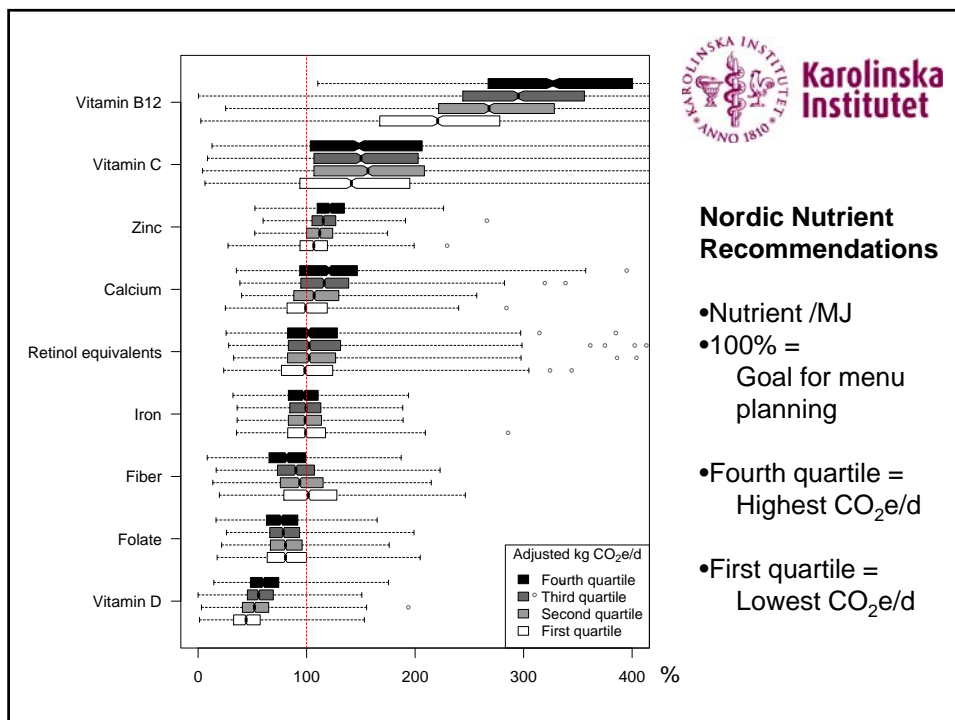 Vitamin B12
Vitamin C
Zinc
Calcium
Retinol equivalents
Iron
Fiber
Folate
Vitamin D
Adjusted kg CO₂e/d
Fourth quartile
Third quartile
Second quartile
First quartile
0 100 200 300 400 %
KAROLINSKA INSTITUTET
ANNO 1810
Karolinska
Institutet
Nordic Nutrient
Recommendations
•Nutrient /MJ
•100% =
Goal for menu
planning
•Fourth quartile =
Highest CO₂e/d
•First quartile =
Lowest CO₂e/d